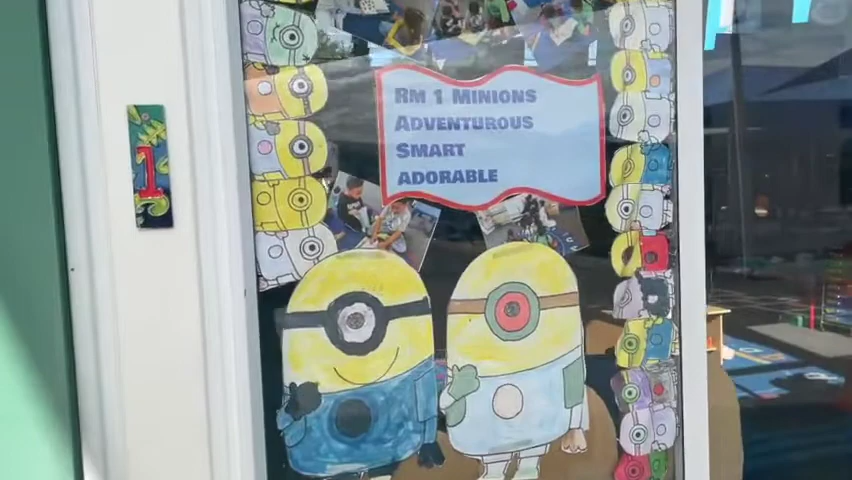 RM 1 MINIONS
ADVENTUROUS
SMART
ADORABLE
1